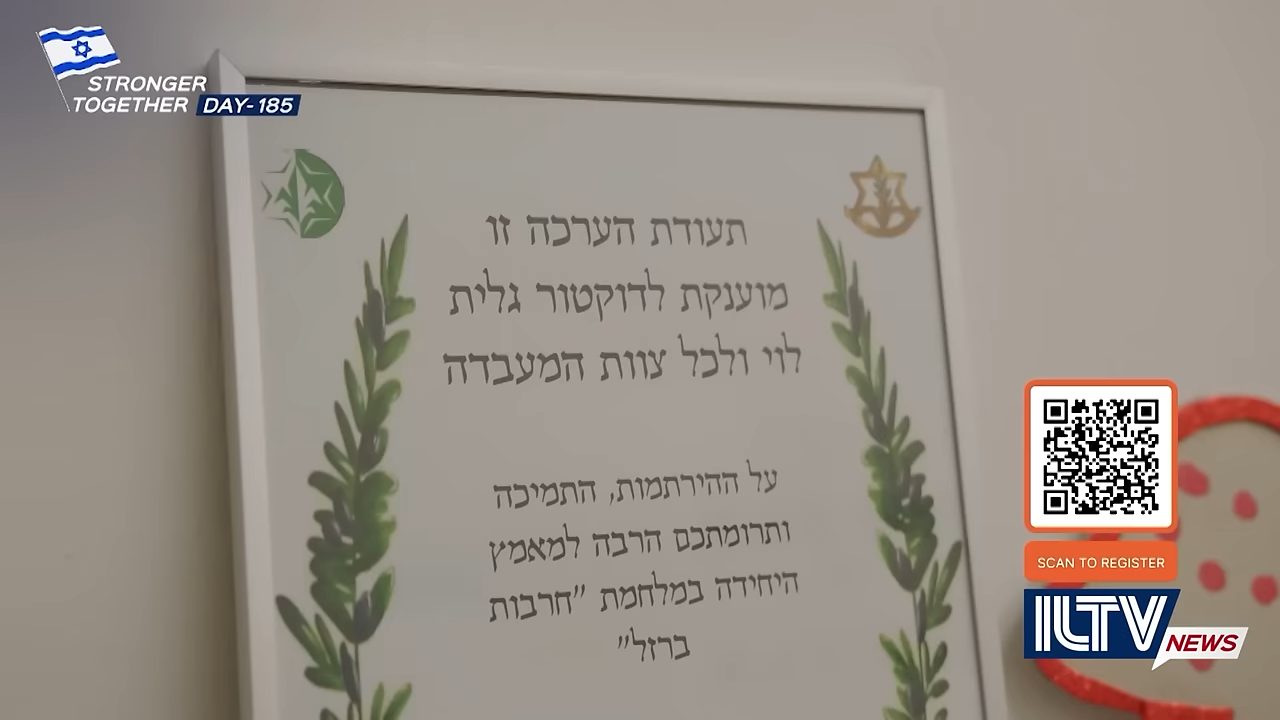 STRONGER
TOGETHER DAY-185
תעודת הערכה זו
מוענקת לדוקטור גלית
לוי ולכל צוות המעבדה
על ההירתמות, התמיכה
ותרומתכם הרבה למאמץ
היחידה במלחמת "חרבות
ברזל"
SCAN TO REGISTER
ILTV NEWS